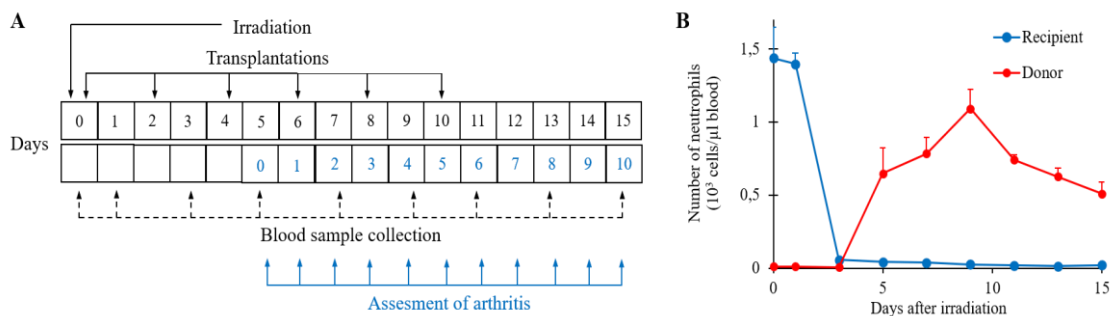 A
Irradiation
Transplantations
Days
0 1 2 3 4 5 6 7 8 9 10 11 12 13 14 15
0 1 2 3 4 5 6 7 8 9 10
Blood sample collection
Assesment of arthritis
B
Number of neutrophils
(10³ cells/µl blood)
1,5
1
0,5
0
0 5 10 15
Days after irradiation
Recipient
Donor